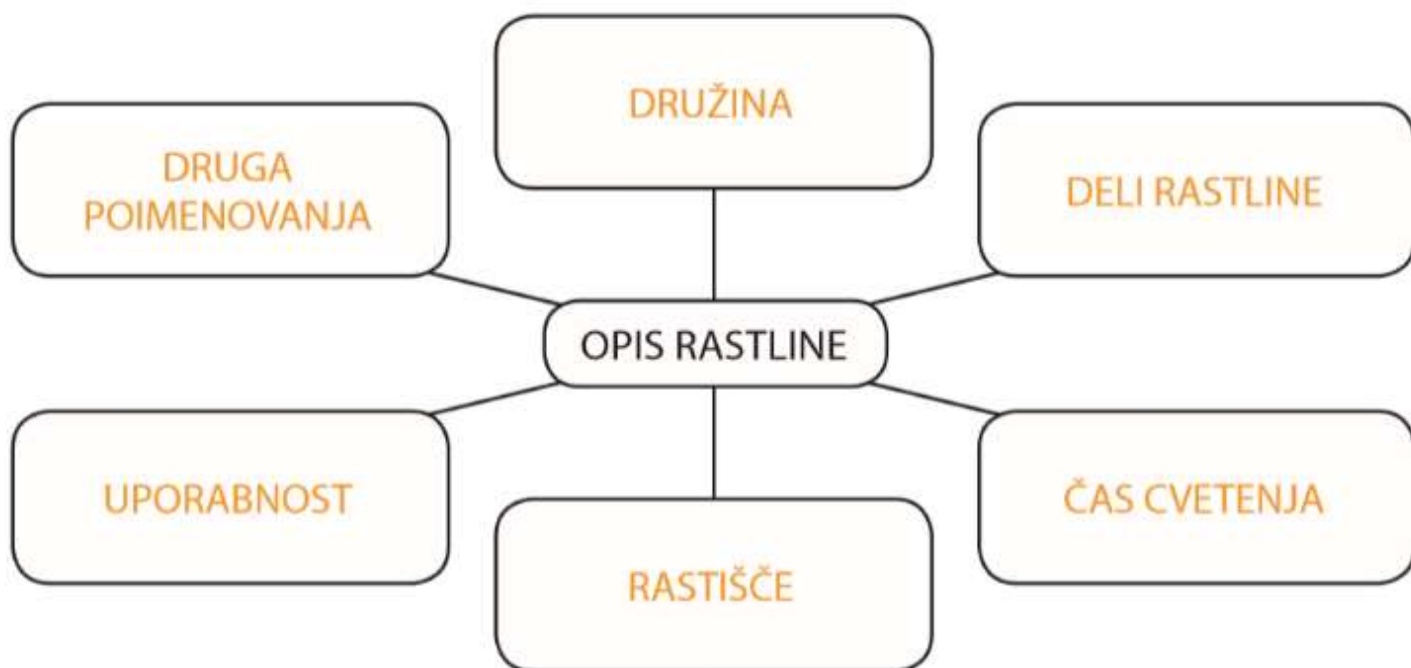 DRUŽINA
DRUGA
POIMENOVANJA
DELI RASTLINE
OPIS RASTLINE
UPORABNOST
ČAS CVETENJA
RASTIŠČE